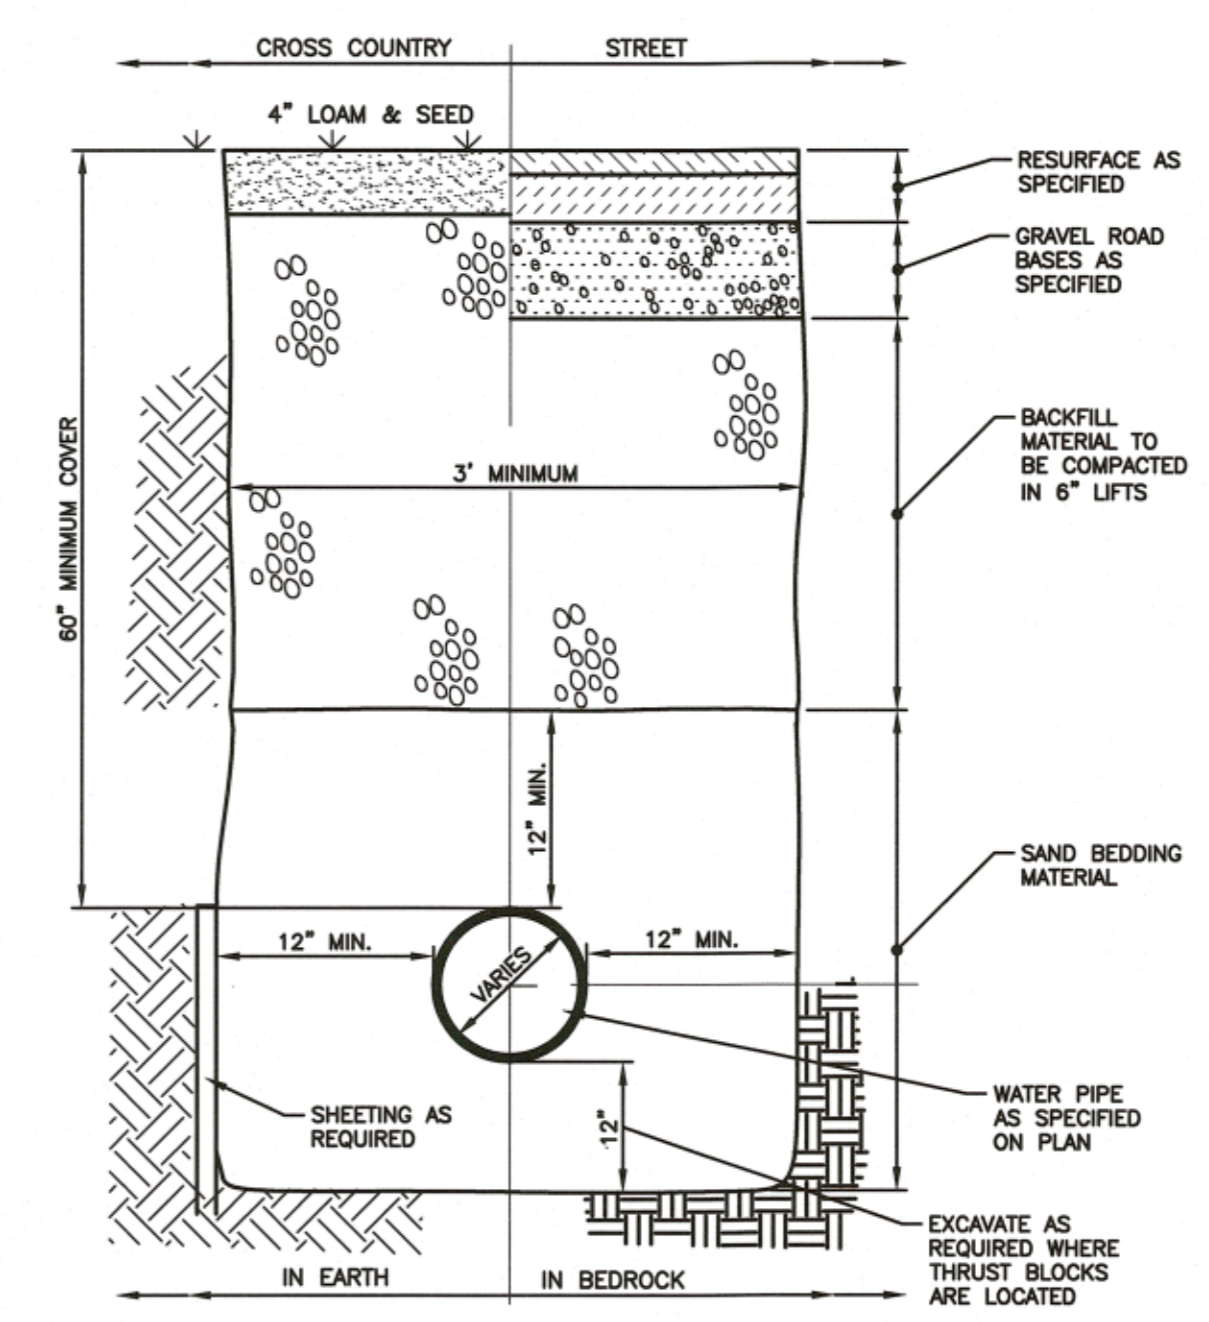 CROSS COUNTRY
STREET
4" LOAM & SEED
RESURFACE AS
SPECIFIED
GRAVEL ROAD
BASES AS
SPECIFIED
BACKFILL
MATERIAL TO
BE COMPACTED
IN 6" LIFTS
60" MINIMUM COVER
3' MINIMUM
12" MIN.
SAND BEDDING
MATERIAL
12" MIN.
12" MIN.
VARIES
SHEETING AS
REQUIRED
12"
WATER PIPE
AS SPECIFIED
ON PLAN
EXCAVATE AS
REQUIRED WHERE
THRUST BLOCKS
ARE LOCATED
IN EARTH
IN BEDROCK